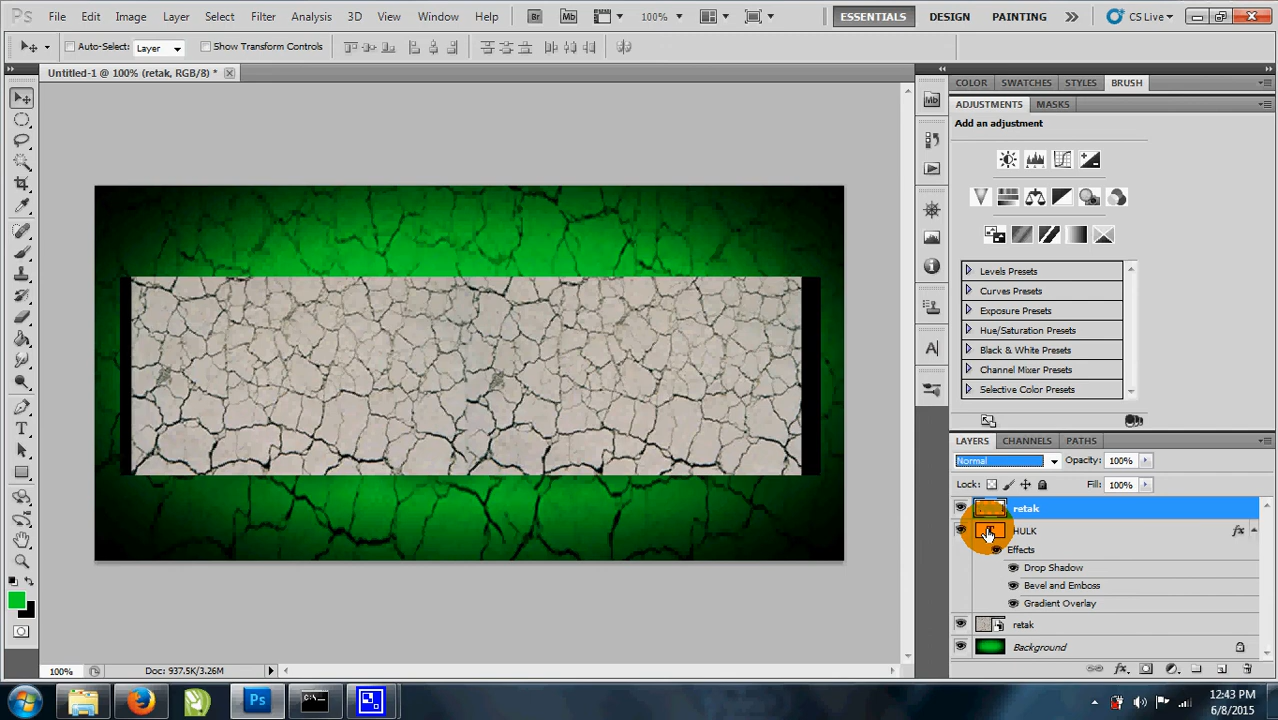 Ps File Edit Image Layer Select Filter Analysis 3D View Window Help Br Mb 100% ESSENTIALS DESIGN PAINTING CS Live
Auto-Select: Layer Show Transform Controls
Untitled-1 @ 100% (retak, RGB/8) *
COLOR SWATCHES STYLES BRUSH
Mb
ADJUSTMENTS MASKS
Add an adjustment
Levels Presets
Curves Presets
Exposure Presets
Hue/Saturation Presets
Black & White Presets
Channel Mixer Presets
Selective Color Presets
LAYERS CHANNELS PATHS
Normal Opacity: 100%
Lock: Fill: 100%
retak
HULK fx
Effects
Drop Shadow
Bevel and Emboss
Gradient Overlay
retak
Background
100% Doc: 937.5K/3.26M
Ps
12:43 PM
6/8/2015